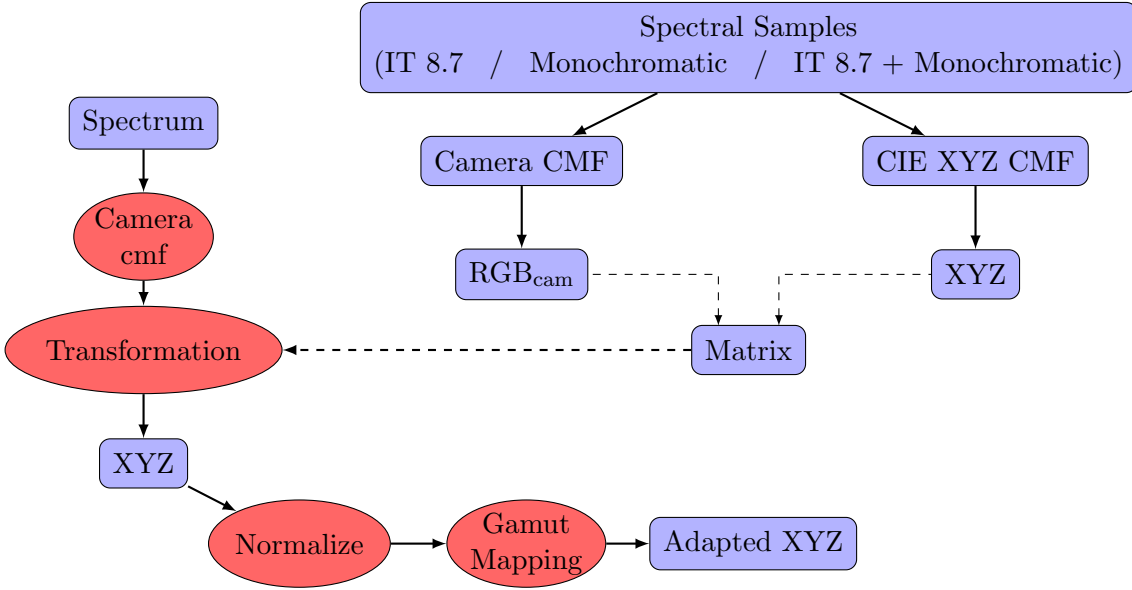 Spectral Samples
(IT 8.7 / Monochromatic / IT 8.7 + Monochromatic)
Spectrum
Camera CMF
CIE XYZ CMF
Camera
cmf
RGBcam
XYZ
Transformation
Matrix
XYZ
Normalize
Gamut
Mapping
Adapted XYZ